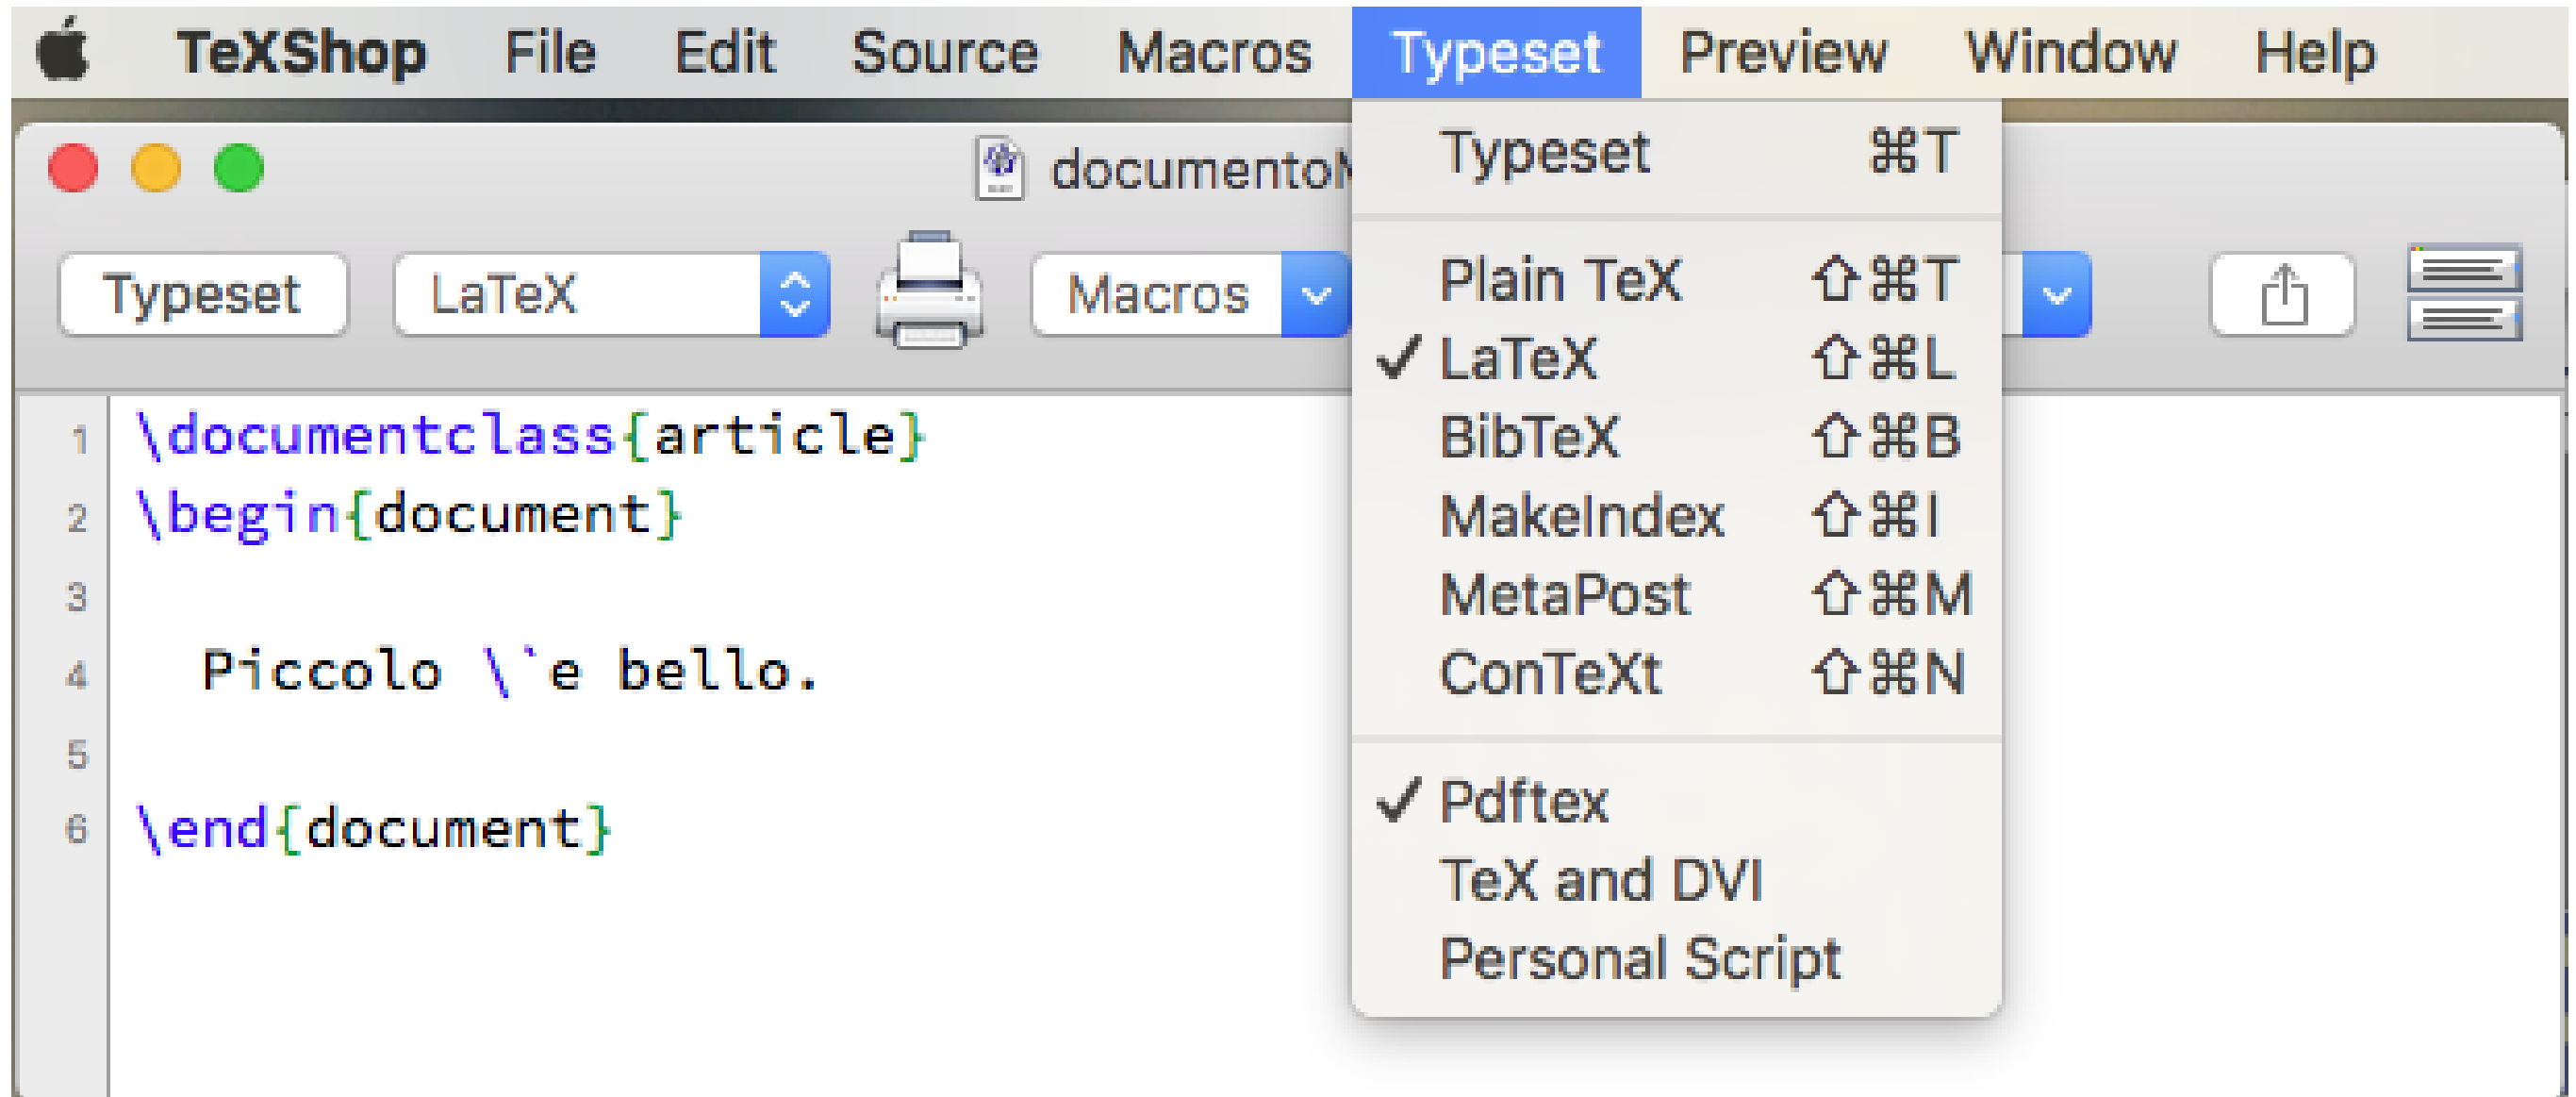 TeXShop File Edit Source Macros Typeset Preview Window Help
Typeset ⌘T
Plain TeX ⇧⌘T
✓ LaTeX ⇧⌘L
BibTeX ⇧⌘B
MakeIndex ⇧⌘I
MetaPost ⇧⌘M
ConTeXt ⇧⌘N
✓ Pdftex
TeX and DVI
Personal Script
Typeset LaTeX Macros
1 \documentclass{article}
2 \begin{document}
3
4 Piccolo \`e bello.
5
6 \end{document}